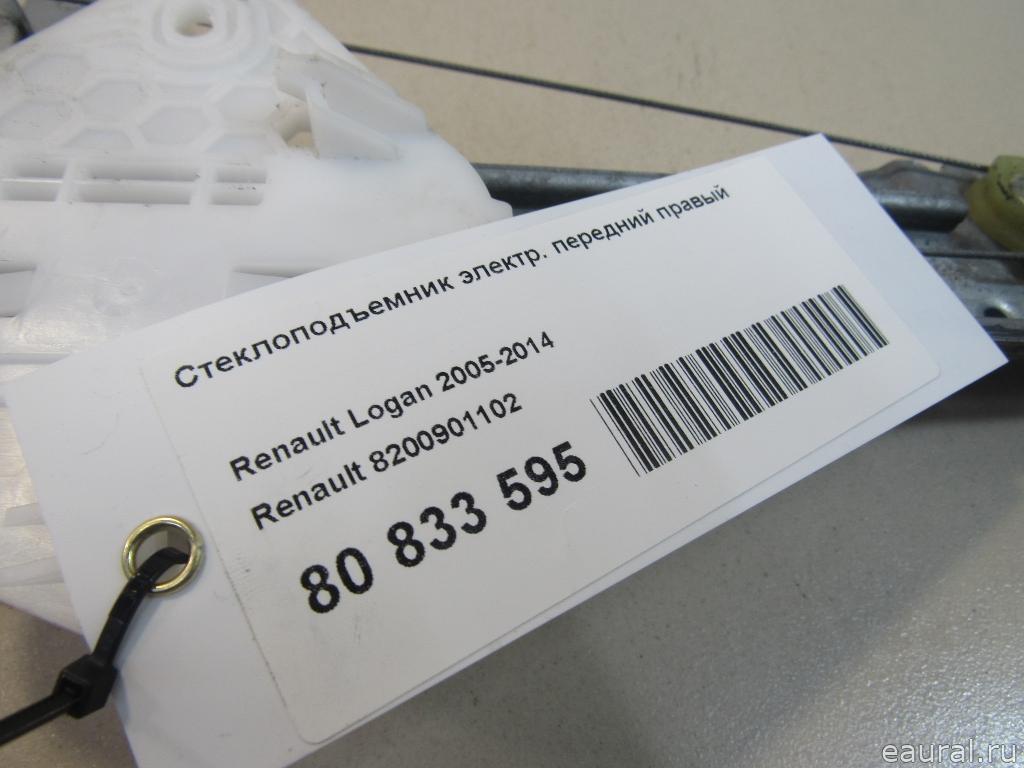 Стеклоподъемник электр. передний правый
Renault Logan 2005-2014
Renault 8200901102
80 833 595
eaural.ru